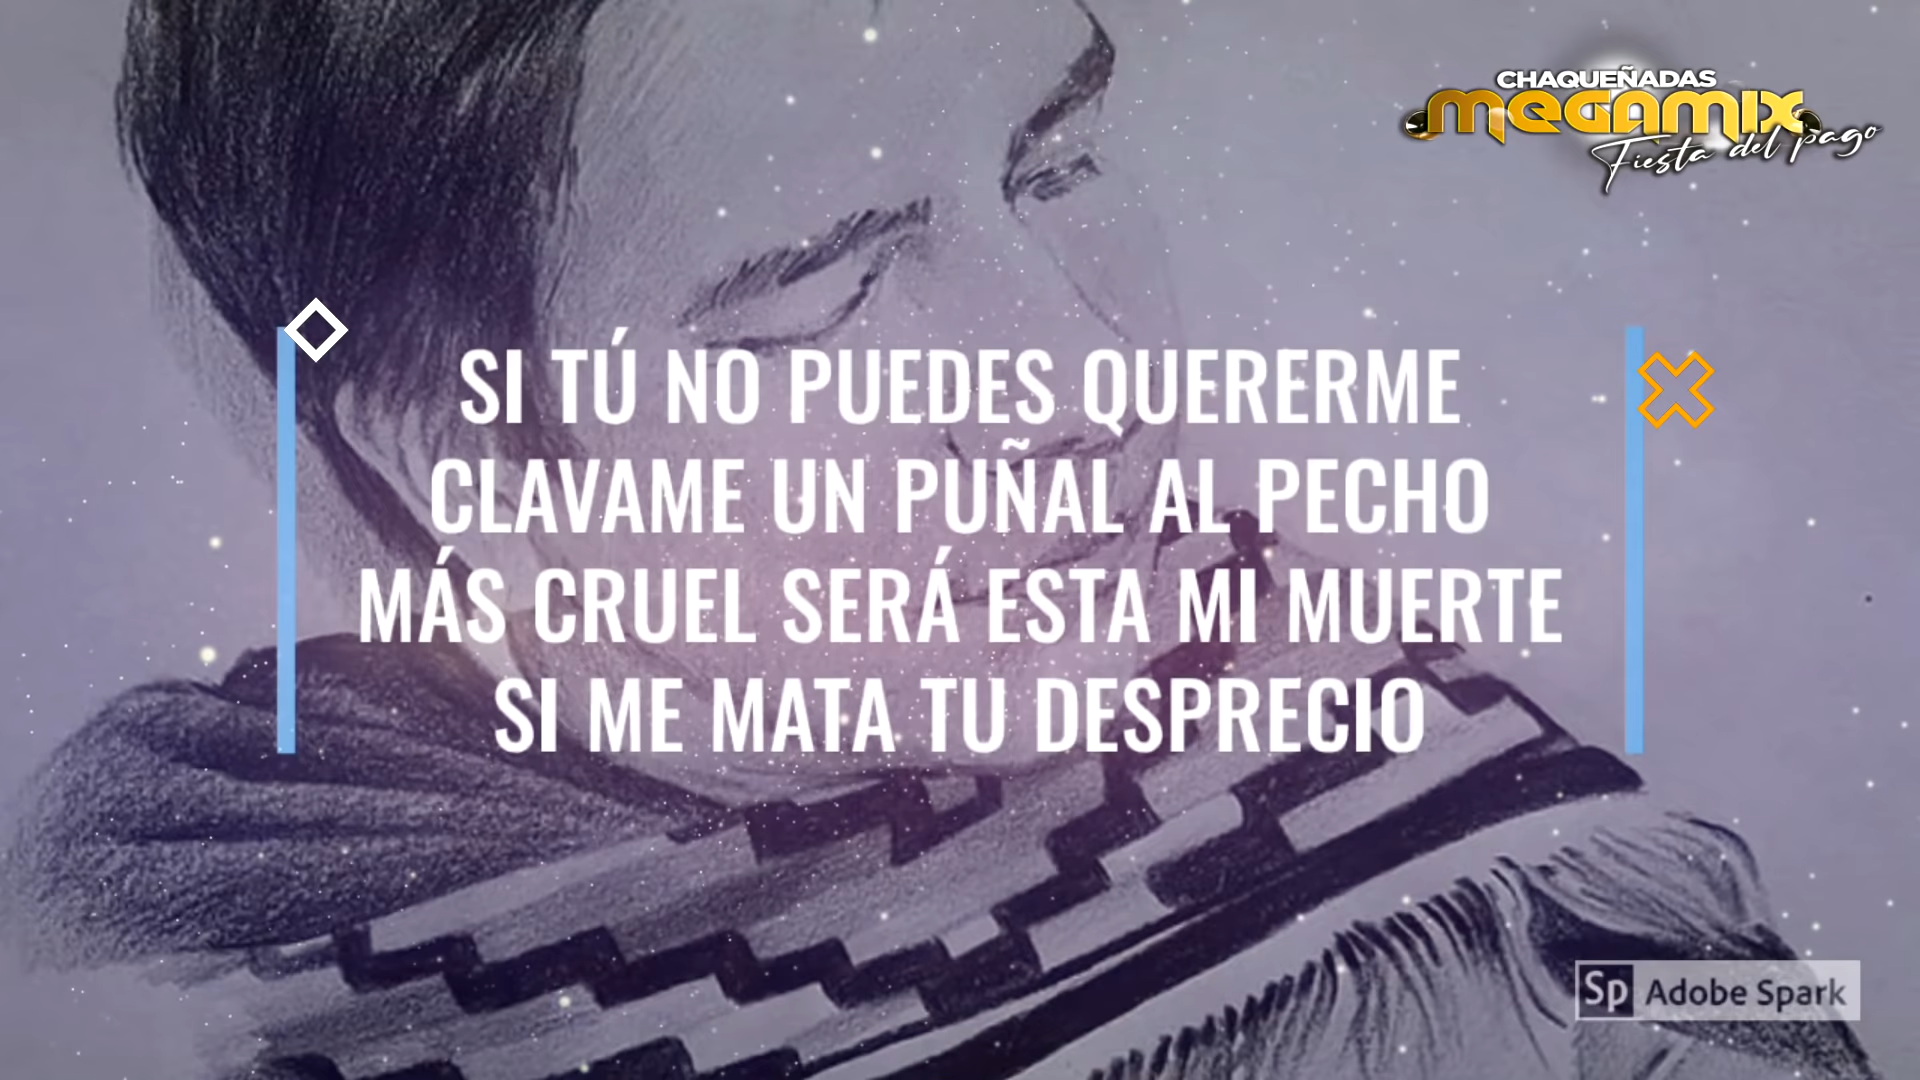 CHAQUEÑADAS
MEGAMIX
Fiesta del pago
SI TÚ NO PUEDES QUERERME
CLAVAME UN PUÑAL AL PECHO
MÁS CRUEL SERÁ ESTA MI MUERTE
SI ME MATA TU DESPRECIO
Sp Adobe Spark